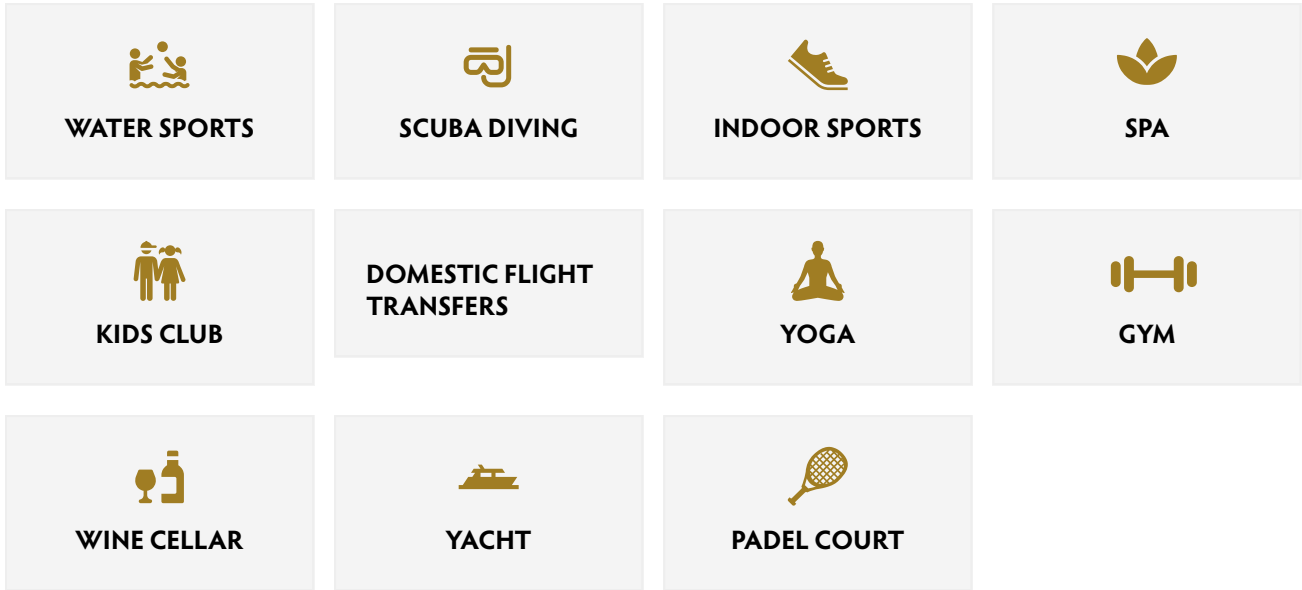 WATER SPORTS
SCUBA DIVING
INDOOR SPORTS
SPA
KIDS CLUB
DOMESTIC FLIGHT
TRANSFERS
YOGA
GYM
WINE CELLAR
YACHT
PADEL COURT